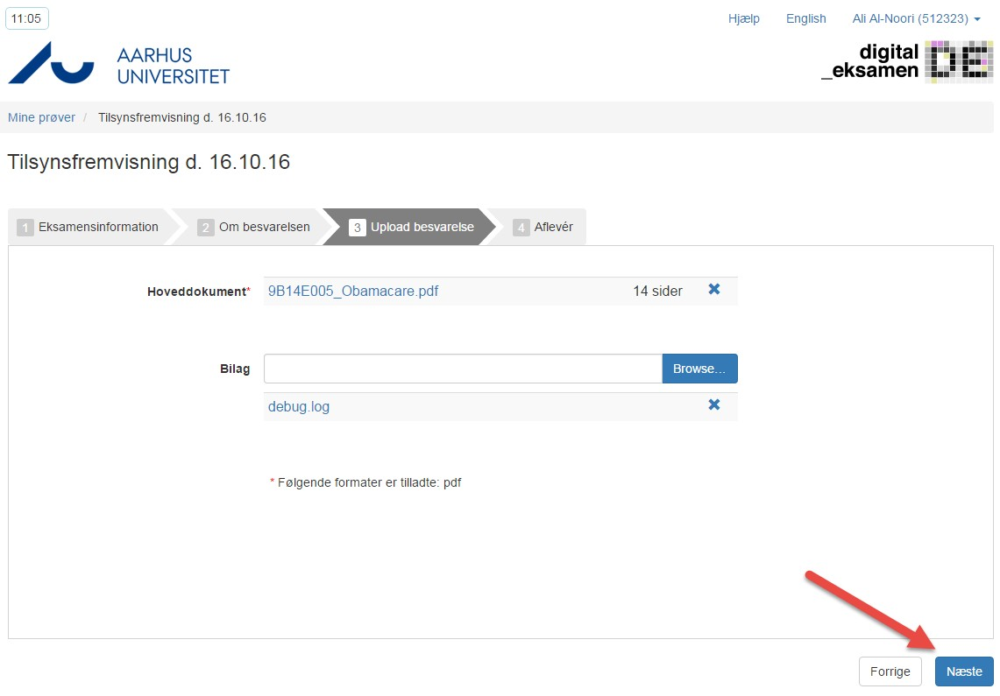 11:05
Hjælp English Ali Al-Noori (512323)
AARHUS
UNIVERSITET
digital
_eksamen
Mine prøver / Tilsynsfremvisning d. 16.10.16
Tilsynsfremvisning d. 16.10.16
1 Eksamensinformation 2 Om besvarelsen 3 Upload besvarelse 4 Aflevér
Hoveddokument* 9B14E005_Obamacare.pdf 14 sider
Bilag Browse...
debug.log
* Følgende formater er tilladte: pdf
Forrige Næste